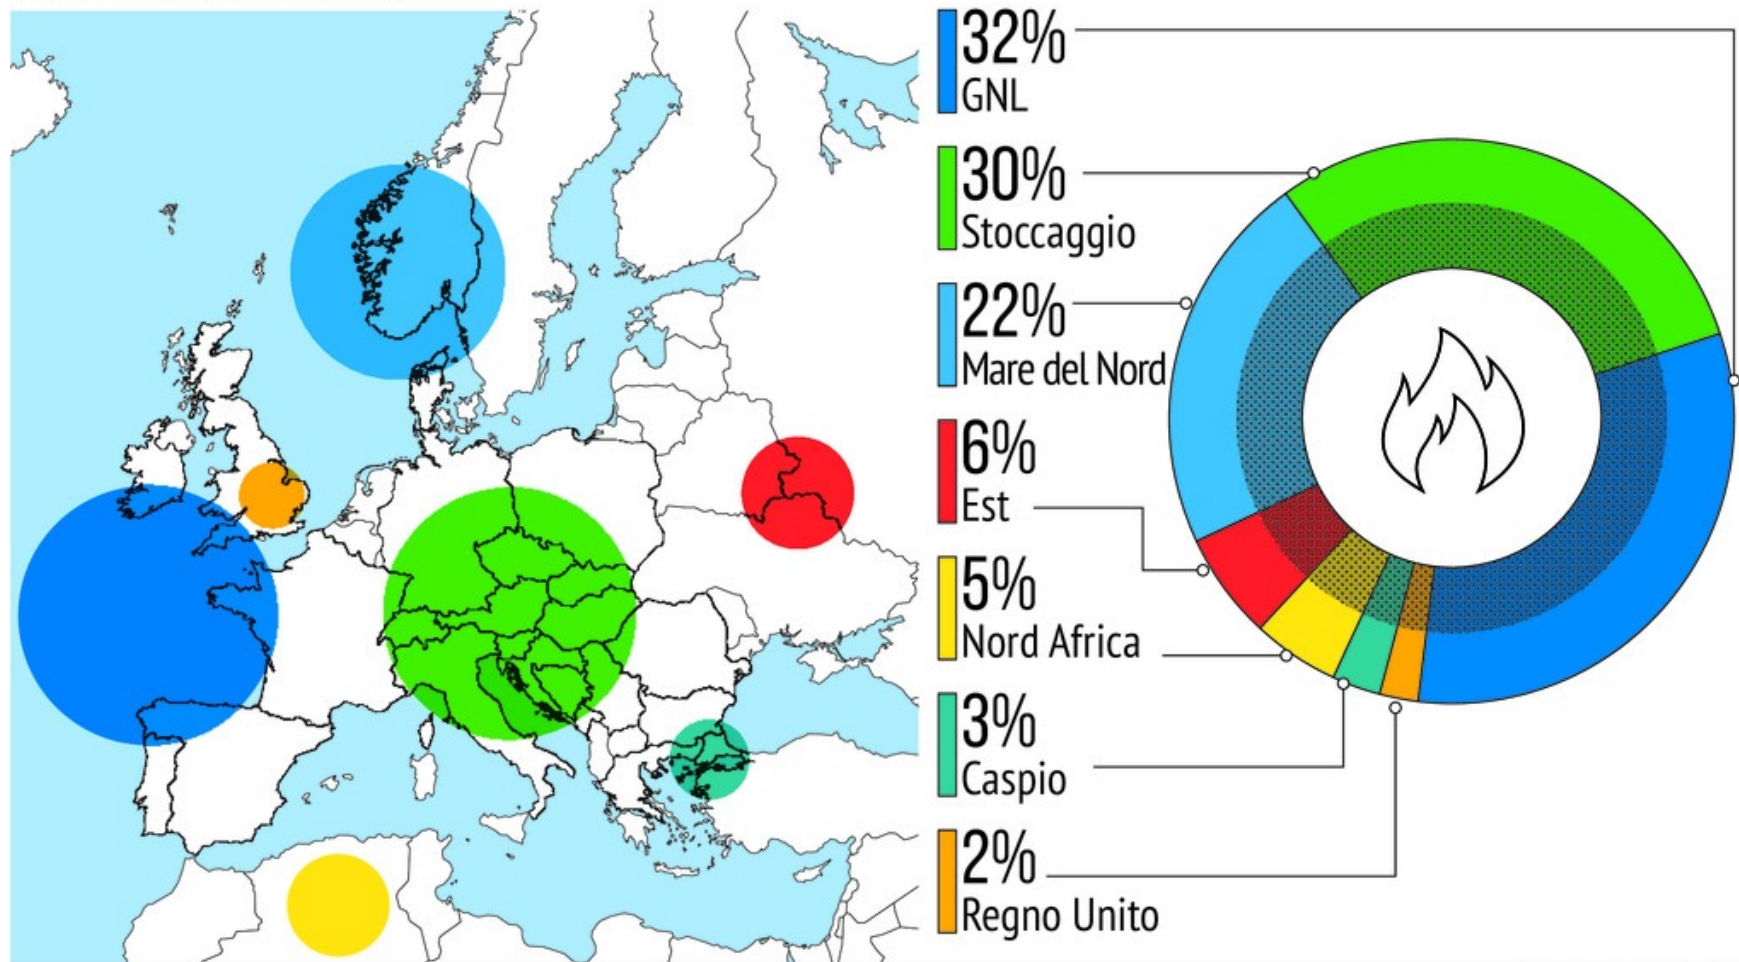 32%
GNL
30%
Stoccaggio
22%
Mare del Nord
6%
Est
5%
Nord Africa
3%
Caspio
2%
Regno Unito